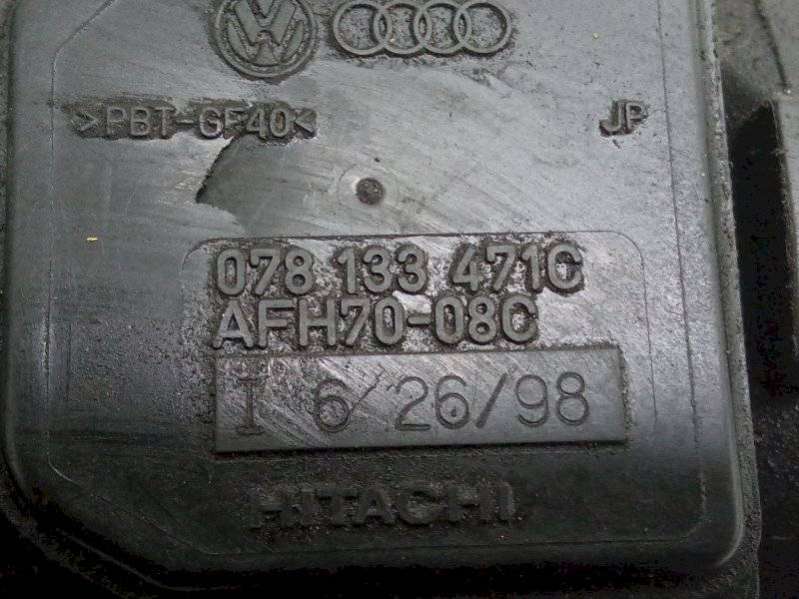 >PBT-GF40<
JP
078 133 471C
AFH70-08C
I 6/26/98
HITACHI